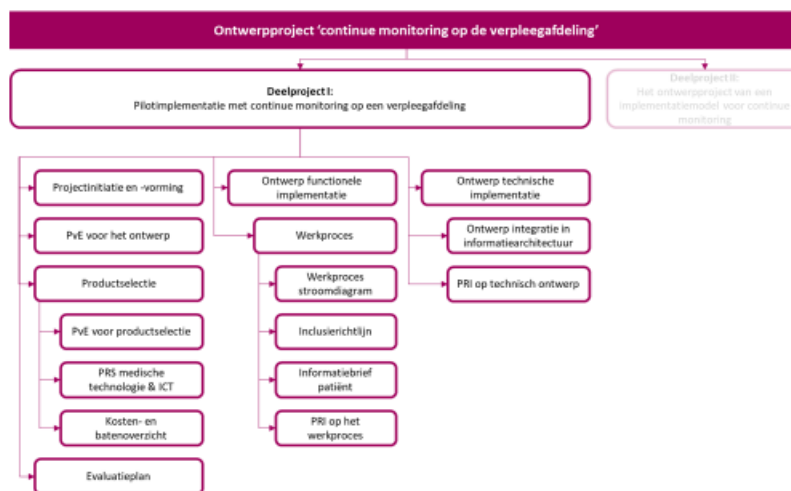 Ontwerpproject 'continue monitoring op de verpleegafdeling'
Deelproject I:
Pilotimplementatie met continue monitoring op een verpleegafdeling
Deelproject II:
Het ontwerpproject van een
implementatiemodel voor continue
monitoring
Projectinitiatie en -vorming
PvE voor het ontwerp
Productselectie
PvE voor productselectie
PRS medische
technologie & ICT
Kosten- en
batenoverzicht
Evaluatieplan
Ontwerp functionele
implementatie
Werkproces
Werkproces
stroomdiagram
Inclusierichtlijn
Informatiebrief
patiënt
PRI op het
werkproces
Ontwerp technische
implementatie
Ontwerp integratie in
informatiearchitectuur
PRI op technisch ontwerp